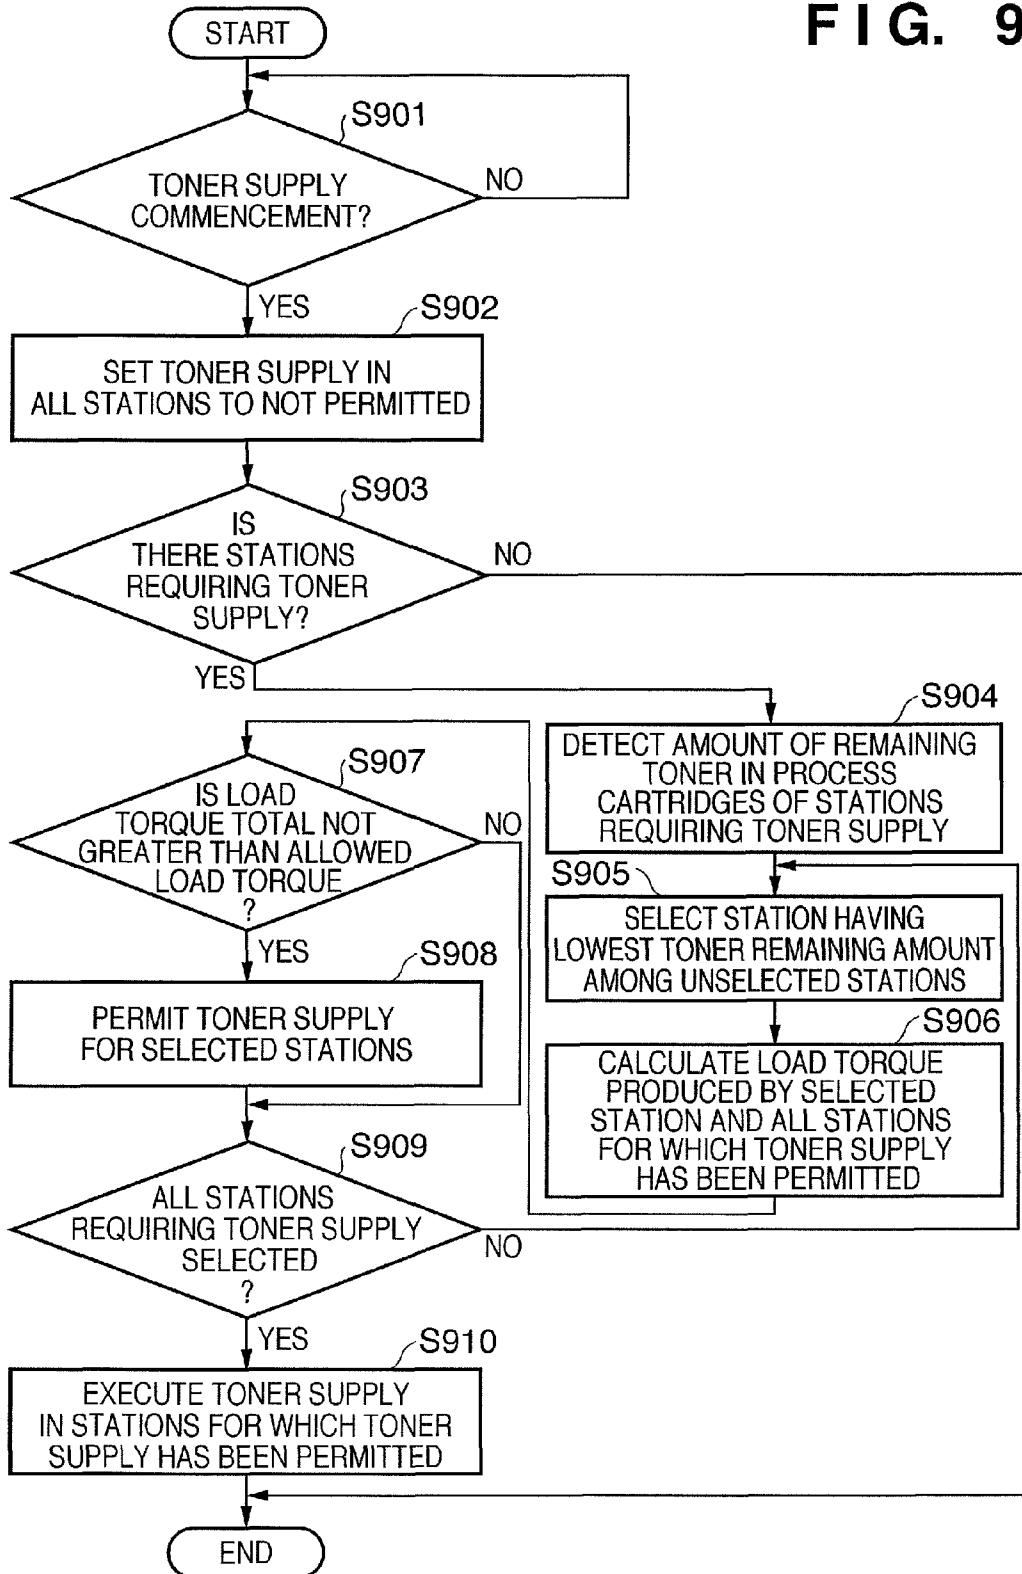 FIG. 9
START
S901
TONER SUPPLY
COMMENCEMENT?
NO
YES
S902
SET TONER SUPPLY IN
ALL STATIONS TO NOT PERMITTED
S903
IS
THERE STATIONS
REQUIRING TONER
SUPPLY?
NO
YES
S904
DETECT AMOUNT OF REMAINING
TONER IN PROCESS
CARTRIDGES OF STATIONS
REQUIRING TONER SUPPLY
S905
SELECT STATION HAVING
LOWEST TONER REMAINING AMOUNT
AMONG UNSELECTED STATIONS
S906
CALCULATE LOAD TORQUE
PRODUCED BY SELECTED
STATION AND ALL STATIONS
FOR WHICH TONER SUPPLY
HAS BEEN PERMITTED
S907
IS LOAD
TORQUE TOTAL NOT
GREATER THAN ALLOWED
LOAD TORQUE
?
NO
YES
S908
PERMIT TONER SUPPLY
FOR SELECTED STATIONS
S909
ALL STATIONS
REQUIRING TONER SUPPLY
SELECTED
?
NO
YES
S910
EXECUTE TONER SUPPLY
IN STATIONS FOR WHICH TONER
SUPPLY HAS BEEN PERMITTED
END